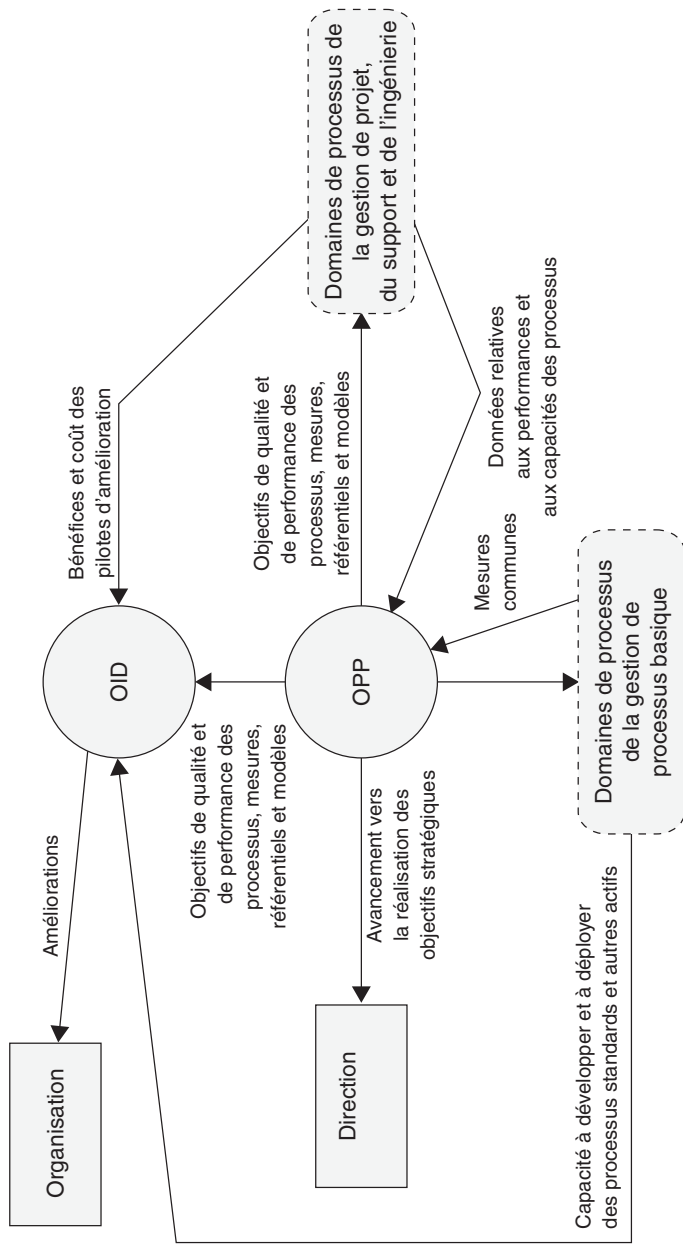 Organisation
Améliorations
OID
Bénéfices et coût des
pilotes d'amélioration
Objectifs de qualité et
de performance des
processus, mesures,
référentiels et modèles
Direction
Avancement vers
la réalisation des
objectifs stratégiques
OPP
Objectifs de qualité et
de performance des
processus, mesures,
référentiels et modèles
Domaines de processus de
la gestion de projet,
du support et de l'ingénierie
Mesures
communes
Données relatives
aux performances et
aux capacités des processus
Capacité à développer et à déployer
des processus standards et autres actifs
Domaines de processus
de la gestion de
processus basique